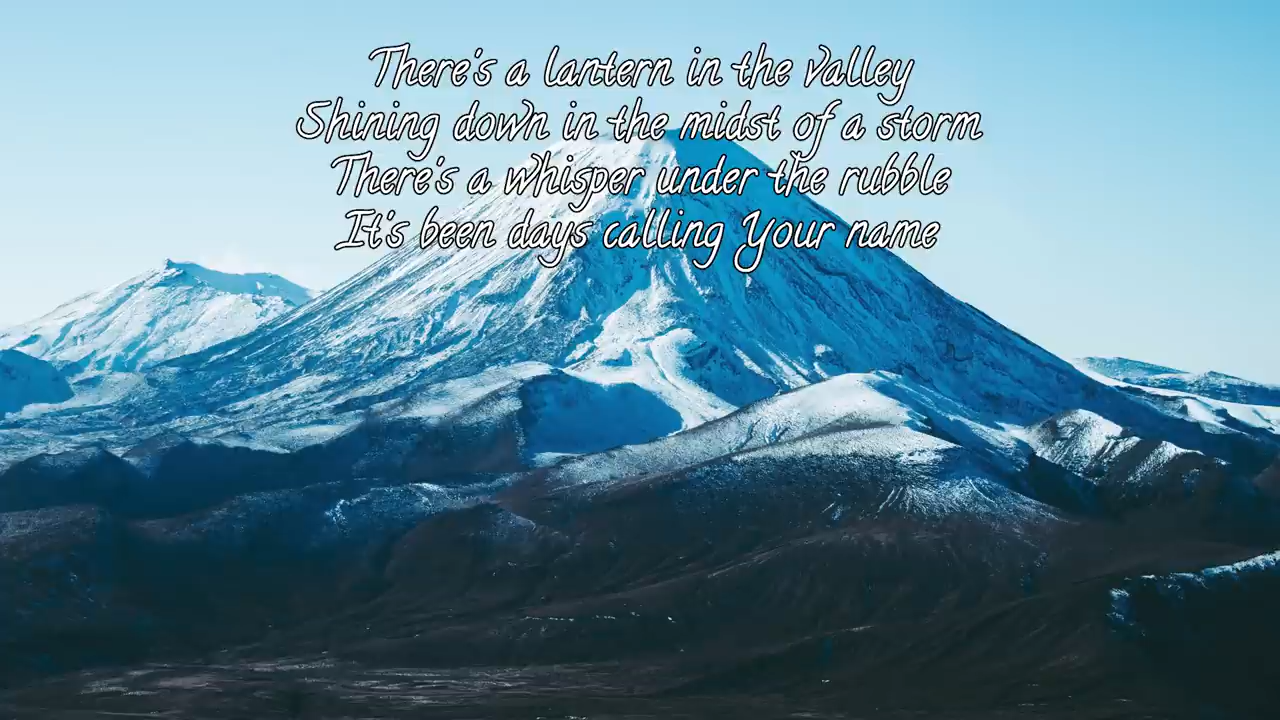 There's a lantern in the valley
Shining down in the midst of a storm
There's a whisper under the rubble
It's been days calling Your name